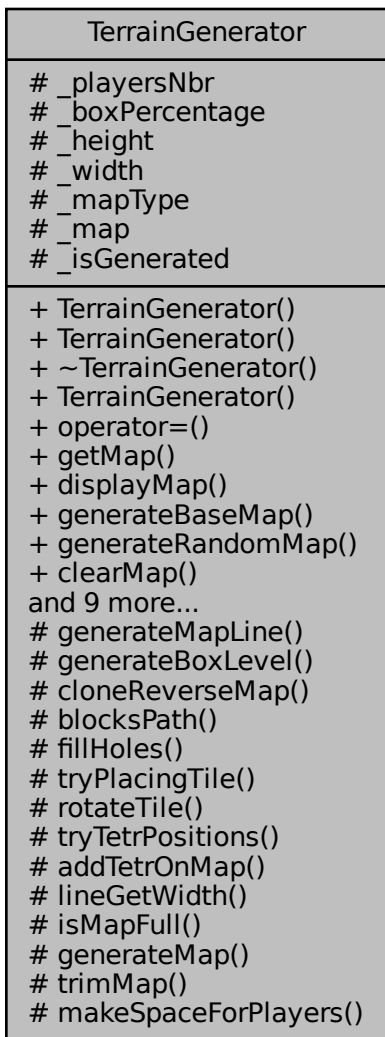 TerrainGenerator
# _playersNbr
# _boxPercentage
# _height
# _width
# _mapType
# _map
# _isGenerated
+ TerrainGenerator()
+ TerrainGenerator()
+ ~TerrainGenerator()
+ TerrainGenerator()
+ operator=()
+ getMap()
+ displayMap()
+ generateBaseMap()
+ generateRandomMap()
+ clearMap()
and 9 more...
# generateMapLine()
# generateBoxLevel()
# cloneReverseMap()
# blocksPath()
# fillHoles()
# tryPlacingTile()
# rotateTile()
# tryTetrPositions()
# addTetrOnMap()
# lineGetWidth()
# isMapFull()
# generateMap()
# trimMap()
# makeSpaceForPlayers()